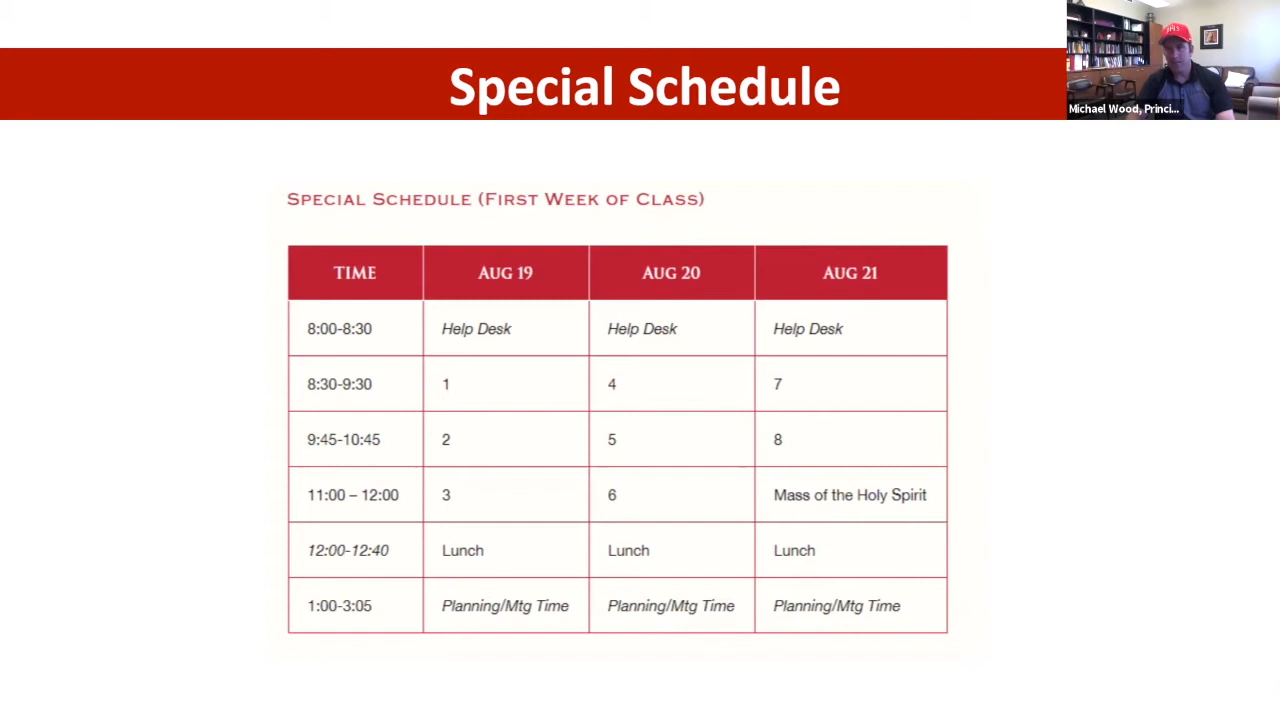 Special Schedule
Michael Wood, Princi...
SPECIAL SCHEDULE (FIRST WEEK OF CLASS)
TIME AUG 19 AUG 20 AUG 21
8:00-8:30 Help Desk Help Desk Help Desk
8:30-9:30 1 4 7
9:45-10:45 2 5 8
11:00 – 12:00 3 6 Mass of the Holy Spirit
12:00-12:40 Lunch Lunch Lunch
1:00-3:05 Planning/Mtg Time Planning/Mtg Time Planning/Mtg Time